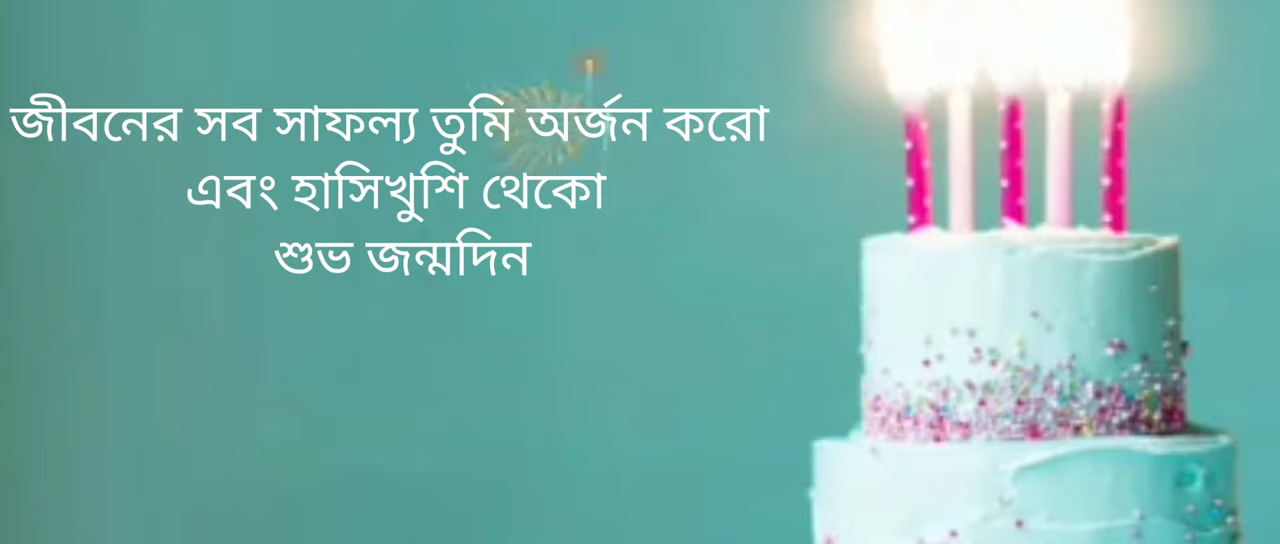 জীবনের সব সাফল্য তুমি অর্জন করো
এবং হাসিখুশি থেকো
শুভ জন্মদিন